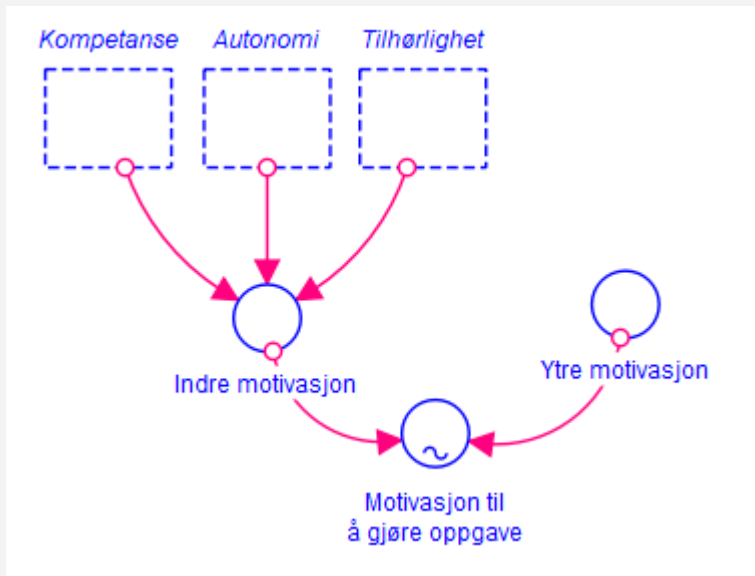 Kompetanse Autonomi Tilhørlighet
Indre motivasjon
Ytre motivasjon
Motivasjon til
å gjøre oppgave